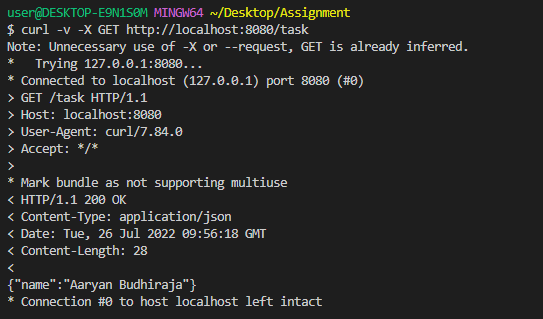 user@DESKTOP-E9N1S0M MINGW64 ~/Desktop/Assignment
$ curl -v -X GET http://localhost:8080/task
Note: Unnecessary use of -X or --request, GET is already inferred.
*   Trying 127.0.0.1:8080...
* Connected to localhost (127.0.0.1) port 8080 (#0)
> GET /task HTTP/1.1
> Host: localhost:8080
> User-Agent: curl/7.84.0
> Accept: */*
>
* Mark bundle as not supporting multiuse
< HTTP/1.1 200 OK
< Content-Type: application/json
< Date: Tue, 26 Jul 2022 09:56:18 GMT
< Content-Length: 28
<
{"name":"Aaryan Budhiraja"}
* Connection #0 to host localhost left intact